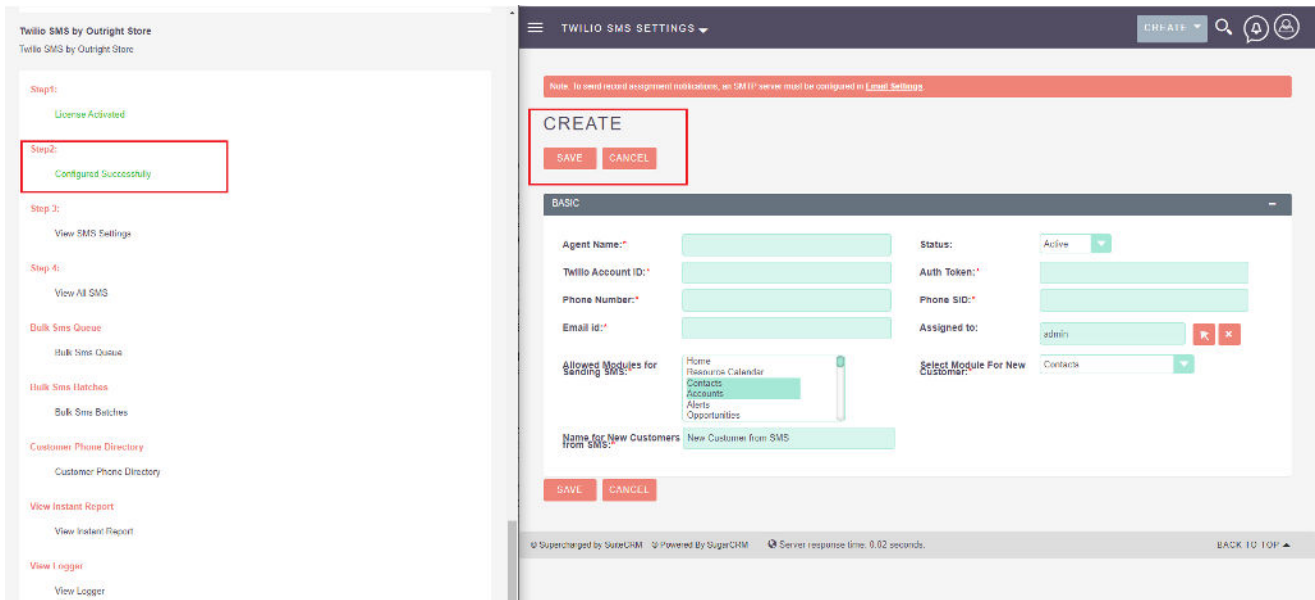 Twilio SMS by Outright Store
Twilio SMS by Outright Store
Step1:
License Activated
Step2:
Configured Successfully
Step 3:
View SMS Settings
Step 4:
View All SMS
Bulk Sms Queue
Bulk Sms Queue
Bulk Sms Batches
Bulk Sms Batches
Customer Phone Directory
Customer Phone Directory
View Instant Report
View Instant Report
View Logger
View Logger
TWILIO SMS SETTINGS
CREATE
Note: To send record assignment notifications, an SMTP server must be configured in Email Settings
CREATE
SAVE CANCEL
BASIC
Agent Name:* Status: Active
Twilio Account ID:* Auth Token:*
Phone Number:* Phone SID:*
Email id:* Assigned to: admin
Allowed Modules for Sending SMS:*
Home
Resource Calendar
Contacts
Accounts
Alerts
Opportunities
Select Module For New Customer:* Contacts
Name for New Customers from SMS:* New Customer from SMS
SAVE CANCEL
© Supercharged by SuiteCRM © Powered By SugarCRM Server response time: 0.02 seconds. BACK TO TOP